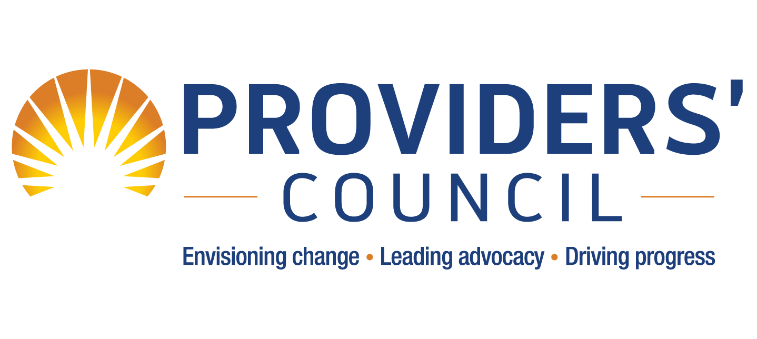 PROVIDERS’
COUNCIL
Envisioning change • Leading advocacy • Driving progress